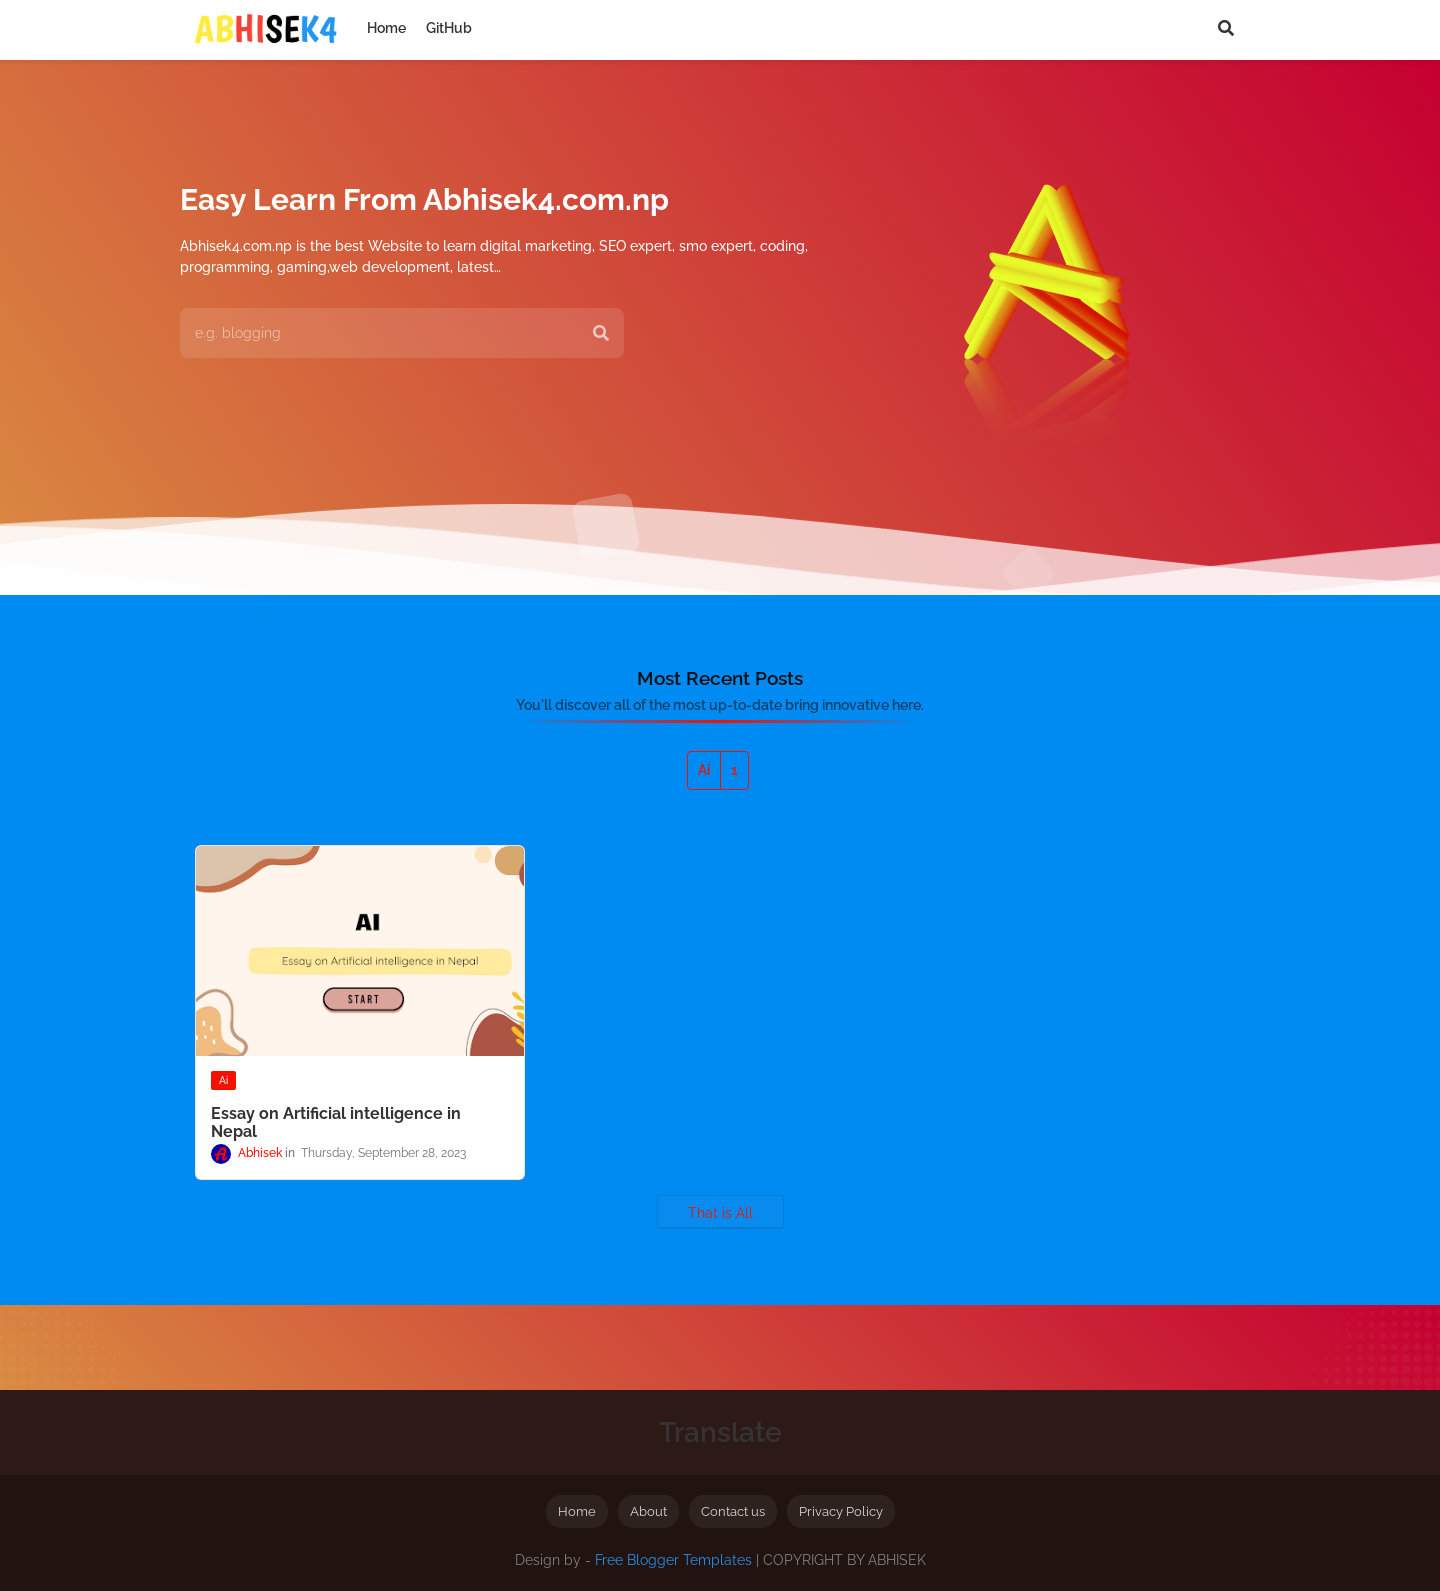 ABHISEK4
Home GitHub
Easy Learn From Abhisek4.com.np
Abhisek4.com.np is the best Website to learn digital marketing, SEO expert, smo expert, coding,
programming, gaming,web development, latest…
e.g. blogging
Most Recent Posts
You'll discover all of the most up-to-date bring innovative here.
Ai 1
AI
Essay on Artificial intelligence in Nepal
START
Ai
Essay on Artificial intelligence in
Nepal
Abhisek in Thursday, September 28, 2023
That is All
Translate
Home About Contact us Privacy Policy
Design by - Free Blogger Templates | COPYRIGHT BY ABHISEK